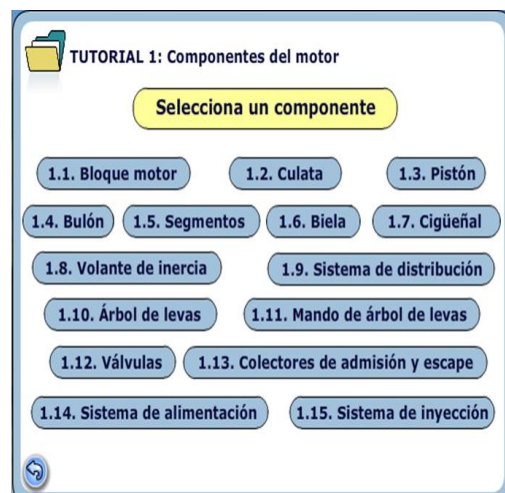 TUTORIAL 1: Componentes del motor
Selecciona un componente
1.1. Bloque motor
1.2. Culata
1.3. Pistón
1.4. Bulón
1.5. Segmentos
1.6. Biela
1.7. Cigüeñal
1.8. Volante de inercia
1.9. Sistema de distribución
1.10. Árbol de levas
1.11. Mando de árbol de levas
1.12. Válvulas
1.13. Colectores de admisión y escape
1.14. Sistema de alimentación
1.15. Sistema de inyección